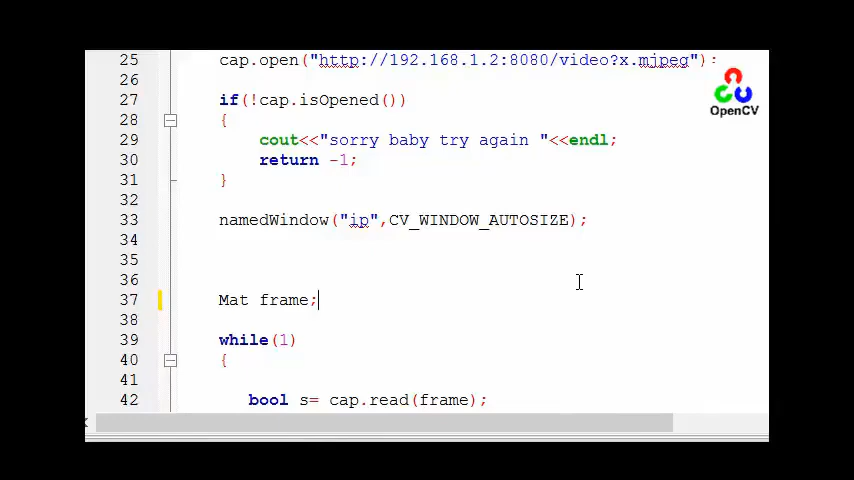 25 cap.open("http://192.168.1.2:8080/video?x.mjpeg"):
26
27 if(!cap.isOpened())
28 {
29 cout<<"sorry baby try again "<<endl;
30 return -1;
31 }
32
33 namedWindow("ip",CV_WINDOW_AUTOSIZE);
34
35
36
37 Mat frame;
38
39 while(1)
40 {
41
42 bool s= cap.read(frame);
OpenCV